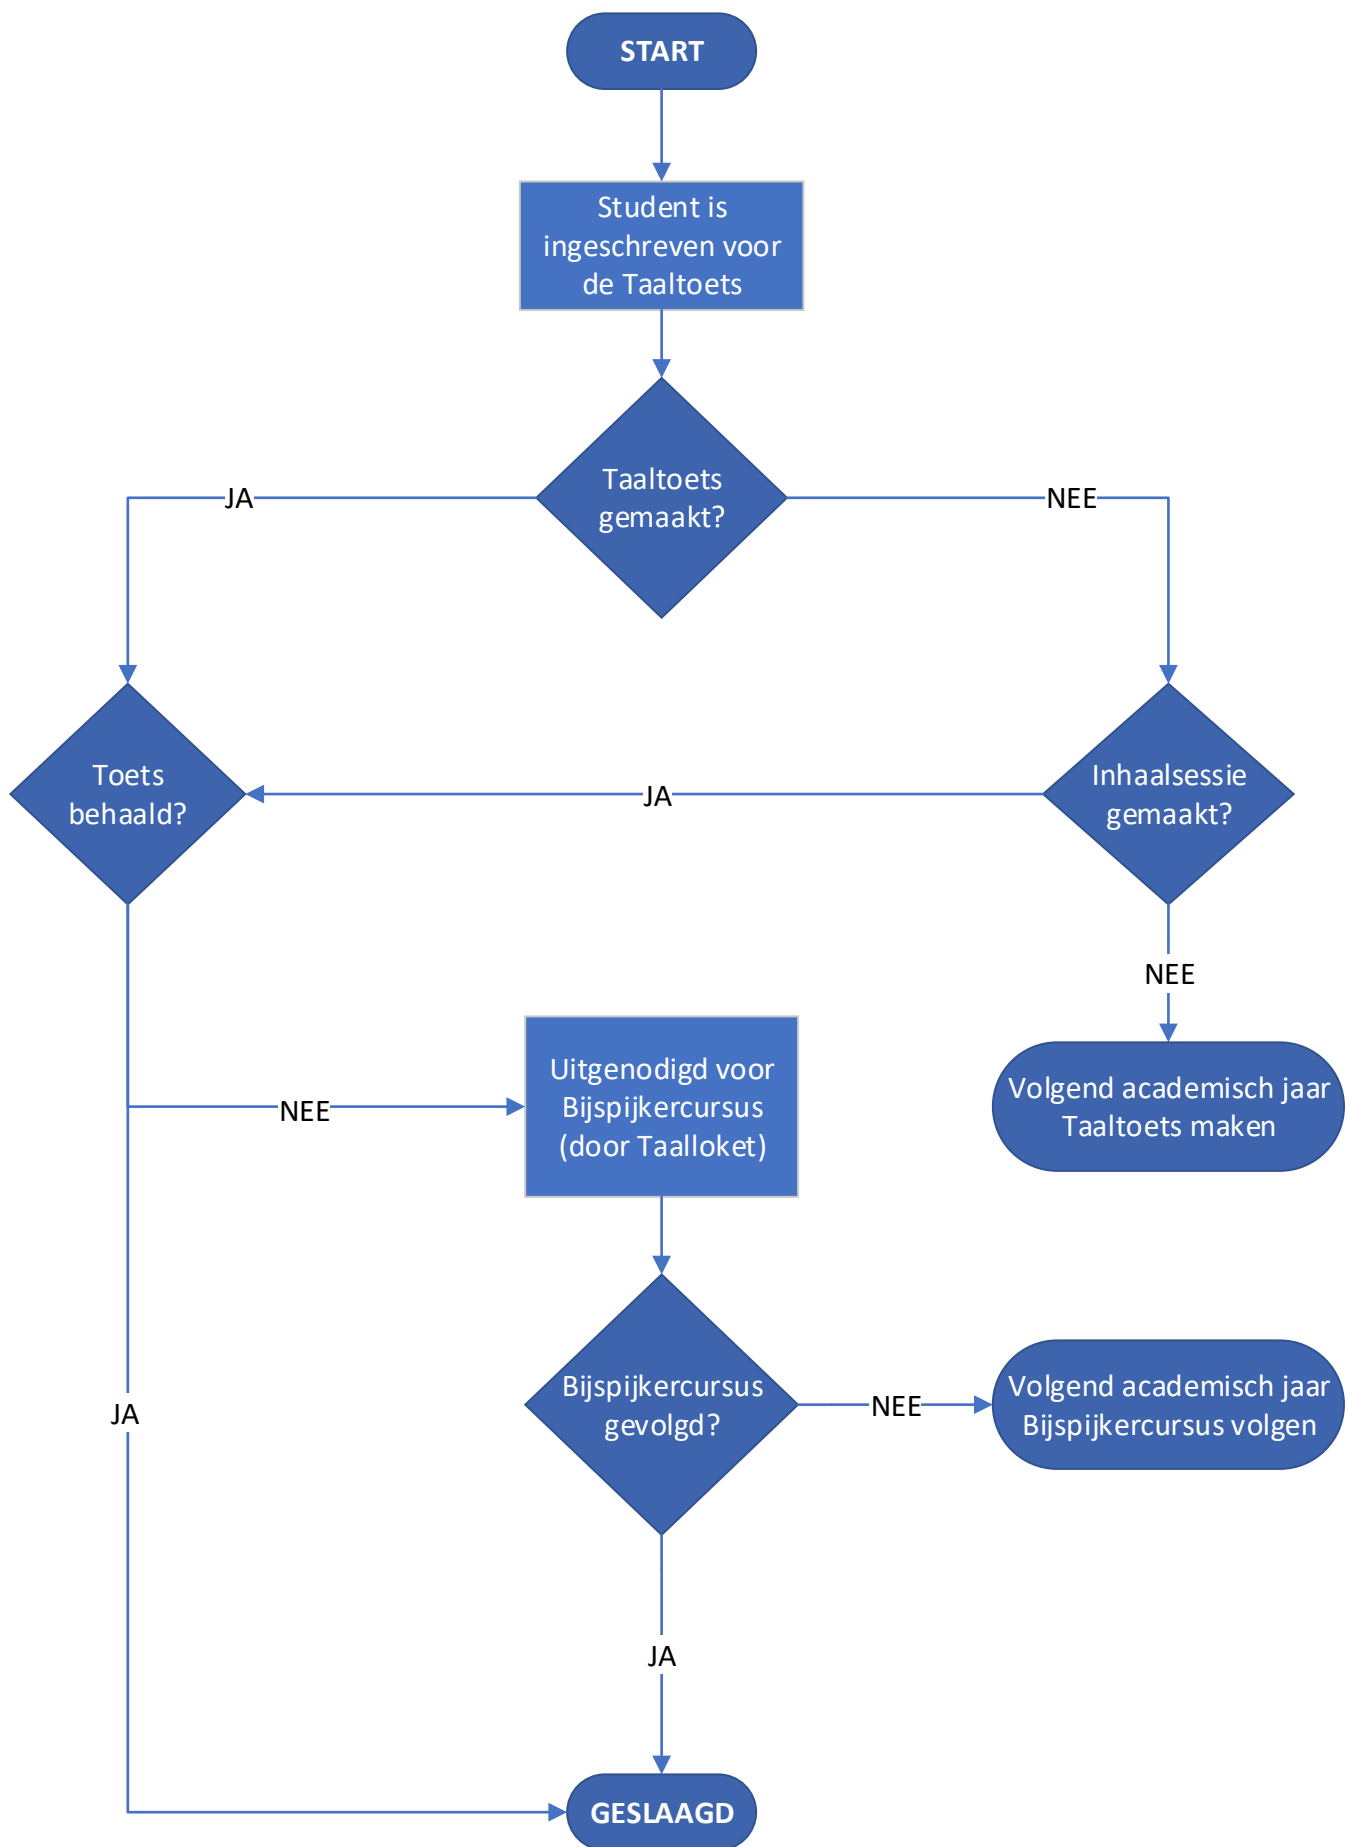 START
Student is
ingeschreven voor
de Taaltoets
Taaltoets
gemaakt?
JA
NEE
Toets
behaald?
JA
Inhaalsessie
gemaakt?
NEE
Uitgenodigd voor
Bijspijkercursus
(door Taalloket)
NEE
Volgend academisch jaar
Taaltoets maken
Bijspijkercursus
gevolgd?
NEE
Volgend academisch jaar
Bijspijkercursus volgen
JA
JA
GESLAAGD